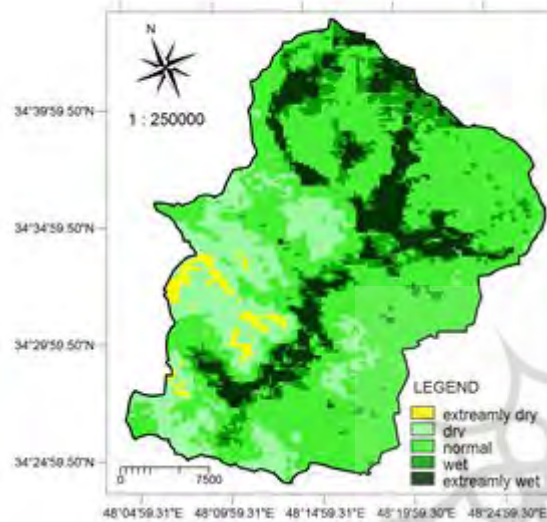 N
34°39'59.50"N
1 : 250000
34°34'59.50"N
34°29'59.50"N
LEGEND
extreamly dry
dry
normal
wet
extreamly wet
34°24'59.50"N
0 7500
48°04'59.31"E 48°09'59.31"E 48°14'59.31"E 48°19'59.30"E 48°24'59.30"E